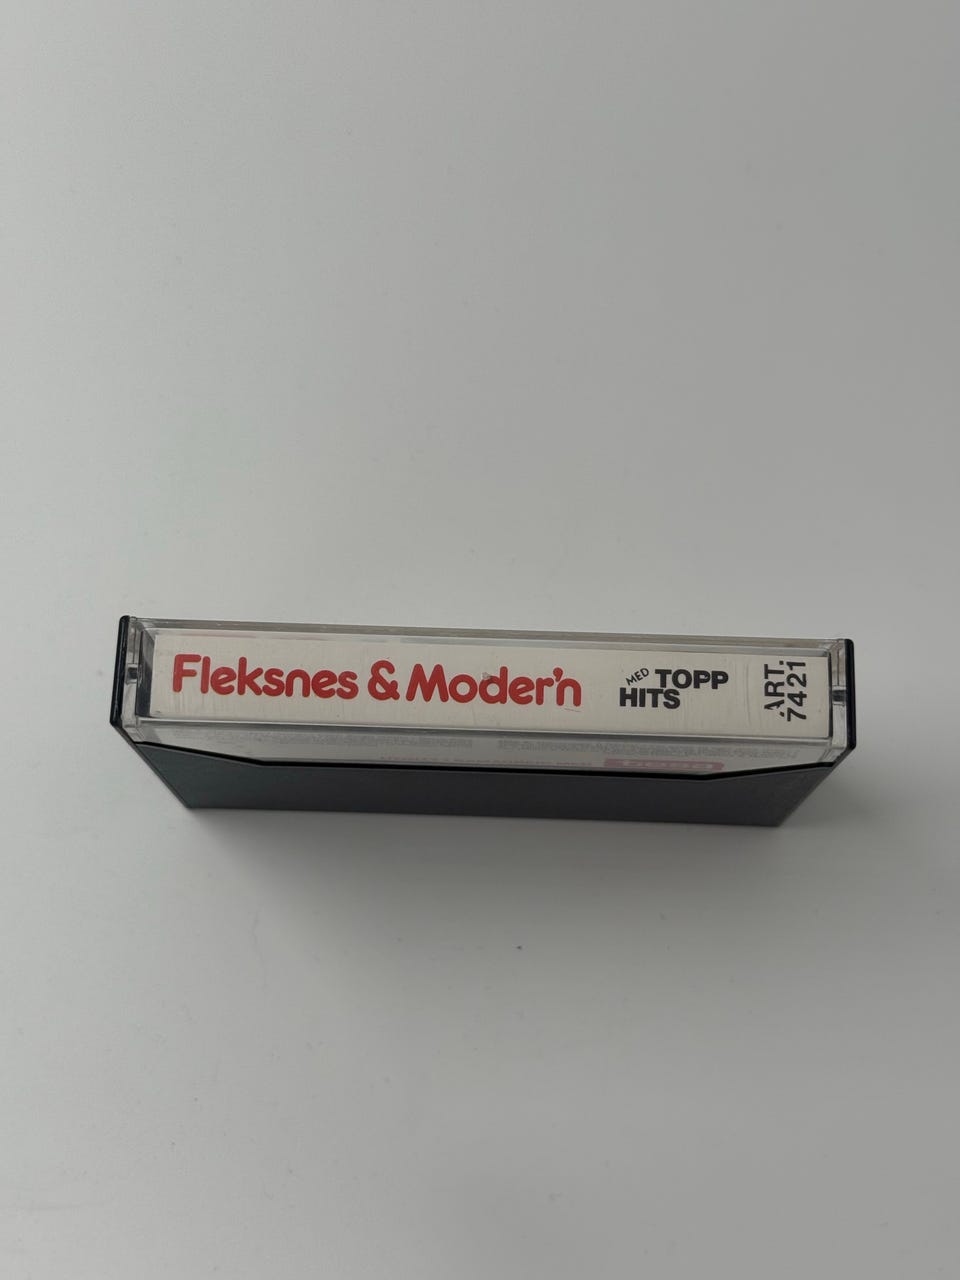 Fleksnes & Moder'n
MED TOPP
HITS
ART.
7421